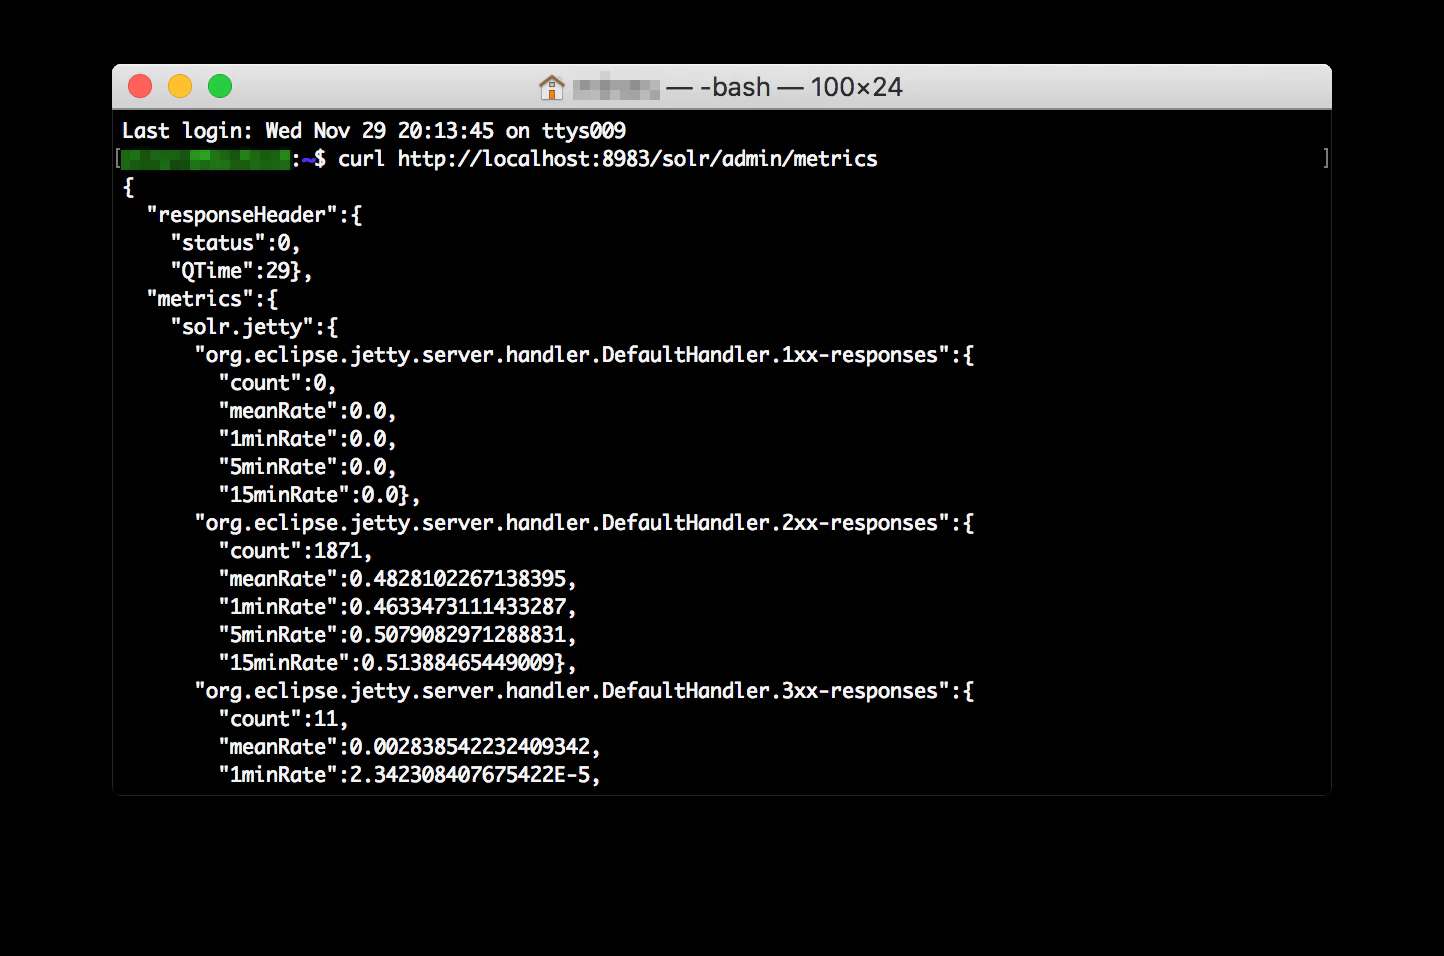 — -bash — 100×24
Last login: Wed Nov 29 20:13:45 on ttys009
[:~$ curl http://localhost:8983/solr/admin/metrics ]
{
  "responseHeader":{
    "status":0,
    "QTime":29},
  "metrics":{
    "solr.jetty":{
      "org.eclipse.jetty.server.handler.DefaultHandler.1xx-responses":{
        "count":0,
        "meanRate":0.0,
        "1minRate":0.0,
        "5minRate":0.0,
        "15minRate":0.0},
      "org.eclipse.jetty.server.handler.DefaultHandler.2xx-responses":{
        "count":1871,
        "meanRate":0.4828102267138395,
        "1minRate":0.4633473111433287,
        "5minRate":0.5079082971288831,
        "15minRate":0.51388465449009},
      "org.eclipse.jetty.server.handler.DefaultHandler.3xx-responses":{
        "count":11,
        "meanRate":0.002838542232409342,
        "1minRate":2.342308407675422E-5,